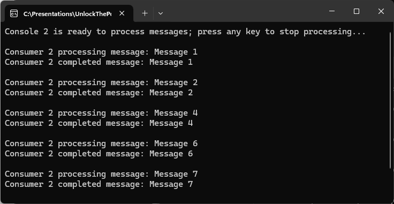 C:\Presentations\UnlockThePo
Console 2 is ready to process messages; press any key to stop processing...
Consumer 2 processing message: Message 1
Consumer 2 completed message: Message 1
Consumer 2 processing message: Message 2
Consumer 2 completed message: Message 2
Consumer 2 processing message: Message 4
Consumer 2 completed message: Message 4
Consumer 2 processing message: Message 6
Consumer 2 completed message: Message 6
Consumer 2 processing message: Message 7
Consumer 2 completed message: Message 7